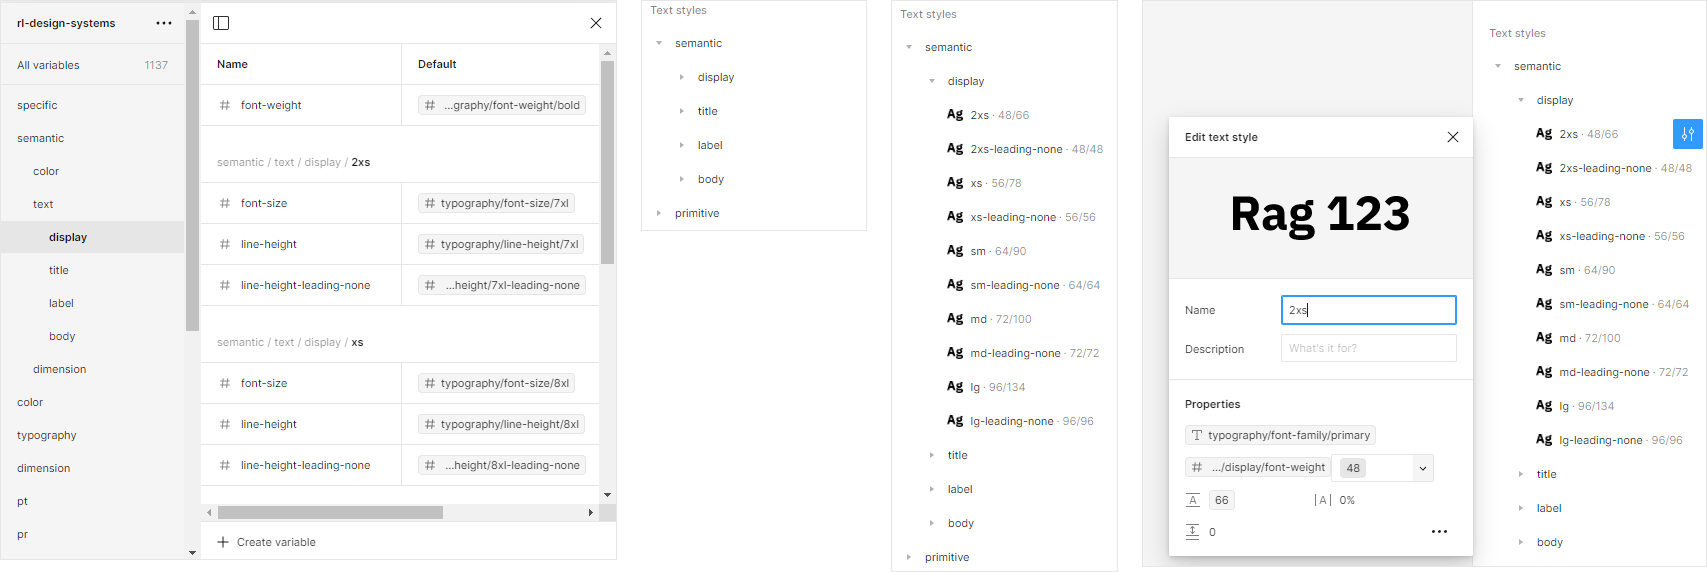 rl-design-systems
All variables 1137
specific
semantic
color
text
display
title
label
body
dimension
color
typography
dimension
pt
pr
Name Default
font-weight ...graphy/font-weight/bold
semantic / text / display / 2xs
font-size typography/font-size/7xl
line-height typography/line-height/7xl
line-height-leading-none ...height/7xl-leading-none
semantic / text / display / xs
font-size typography/font-size/8xl
line-height typography/line-height/8xl
line-height-leading-none ...height/8xl-leading-none
Create variable
Text styles
semantic
display
title
label
body
primitive
Text styles
semantic
display
Ag 2xs · 48/66
Ag 2xs-leading-none · 48/48
Ag xs · 56/78
Ag xs-leading-none · 56/56
Ag sm · 64/90
Ag sm-leading-none · 64/64
Ag md · 72/100
Ag md-leading-none · 72/72
Ag lg · 96/134
Ag lg-leading-none · 96/96
title
label
body
primitive
Edit text style
Rag 123
Name 2xs
Description What's it for?
Properties
typography/font-family/primary
.../display/font-weight 48
A 66 |A| 0%
0
Text styles
semantic
display
Ag 2xs · 48/66
Ag 2xs-leading-none · 48/48
Ag xs · 56/78
Ag xs-leading-none · 56/56
Ag sm · 64/90
Ag sm-leading-none · 64/64
Ag md · 72/100
Ag md-leading-none · 72/72
Ag lg · 96/134
Ag lg-leading-none · 96/96
title
label
body